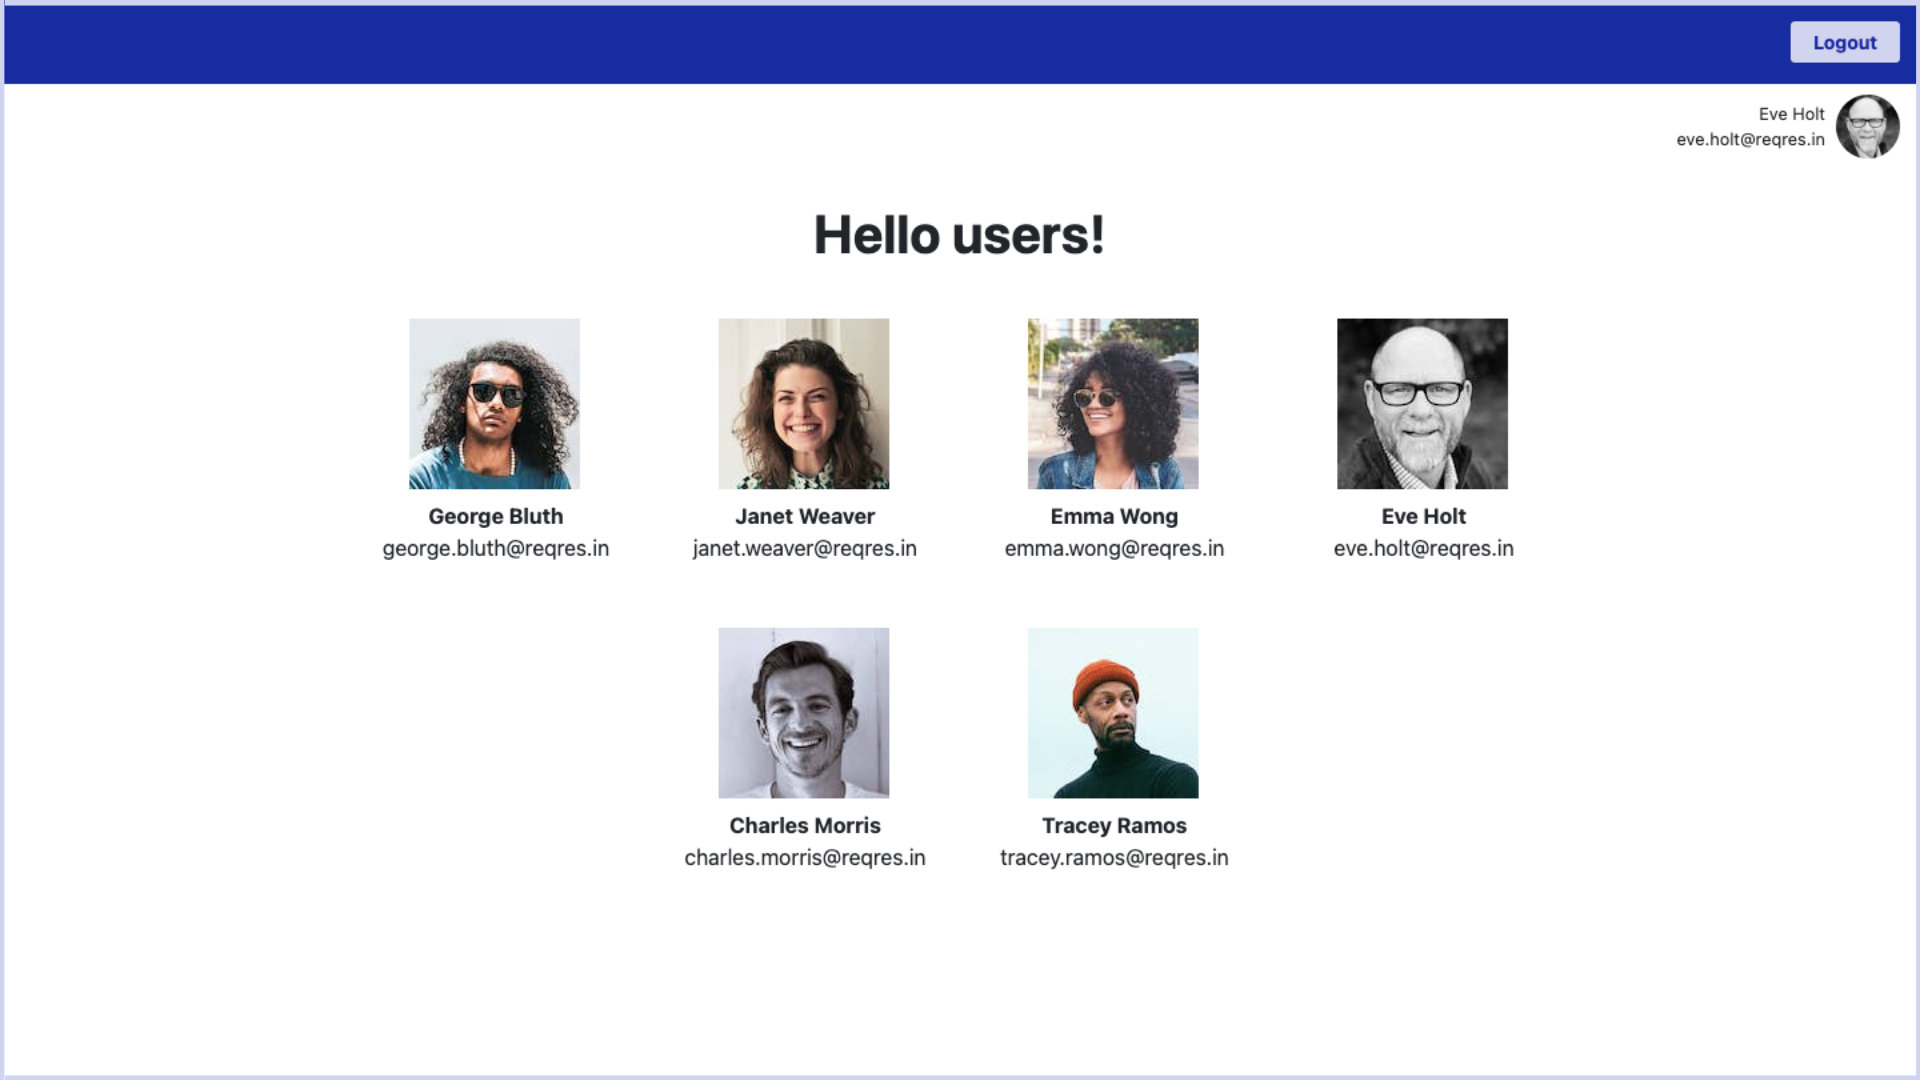 Logout
Eve Holt
eve.holt@reqres.in
Hello users!
George Bluth
george.bluth@reqres.in
Janet Weaver
janet.weaver@reqres.in
Emma Wong
emma.wong@reqres.in
Eve Holt
eve.holt@reqres.in
Charles Morris
charles.morris@reqres.in
Tracey Ramos
tracey.ramos@reqres.in